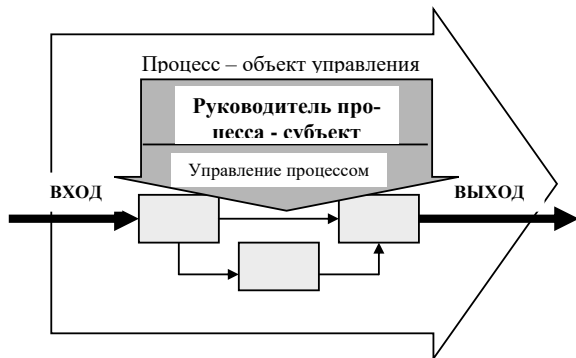 Процесс – объект управления
Руководитель про-
цесса - субъект
Управление процессом
ВХОД
ВЫХОД